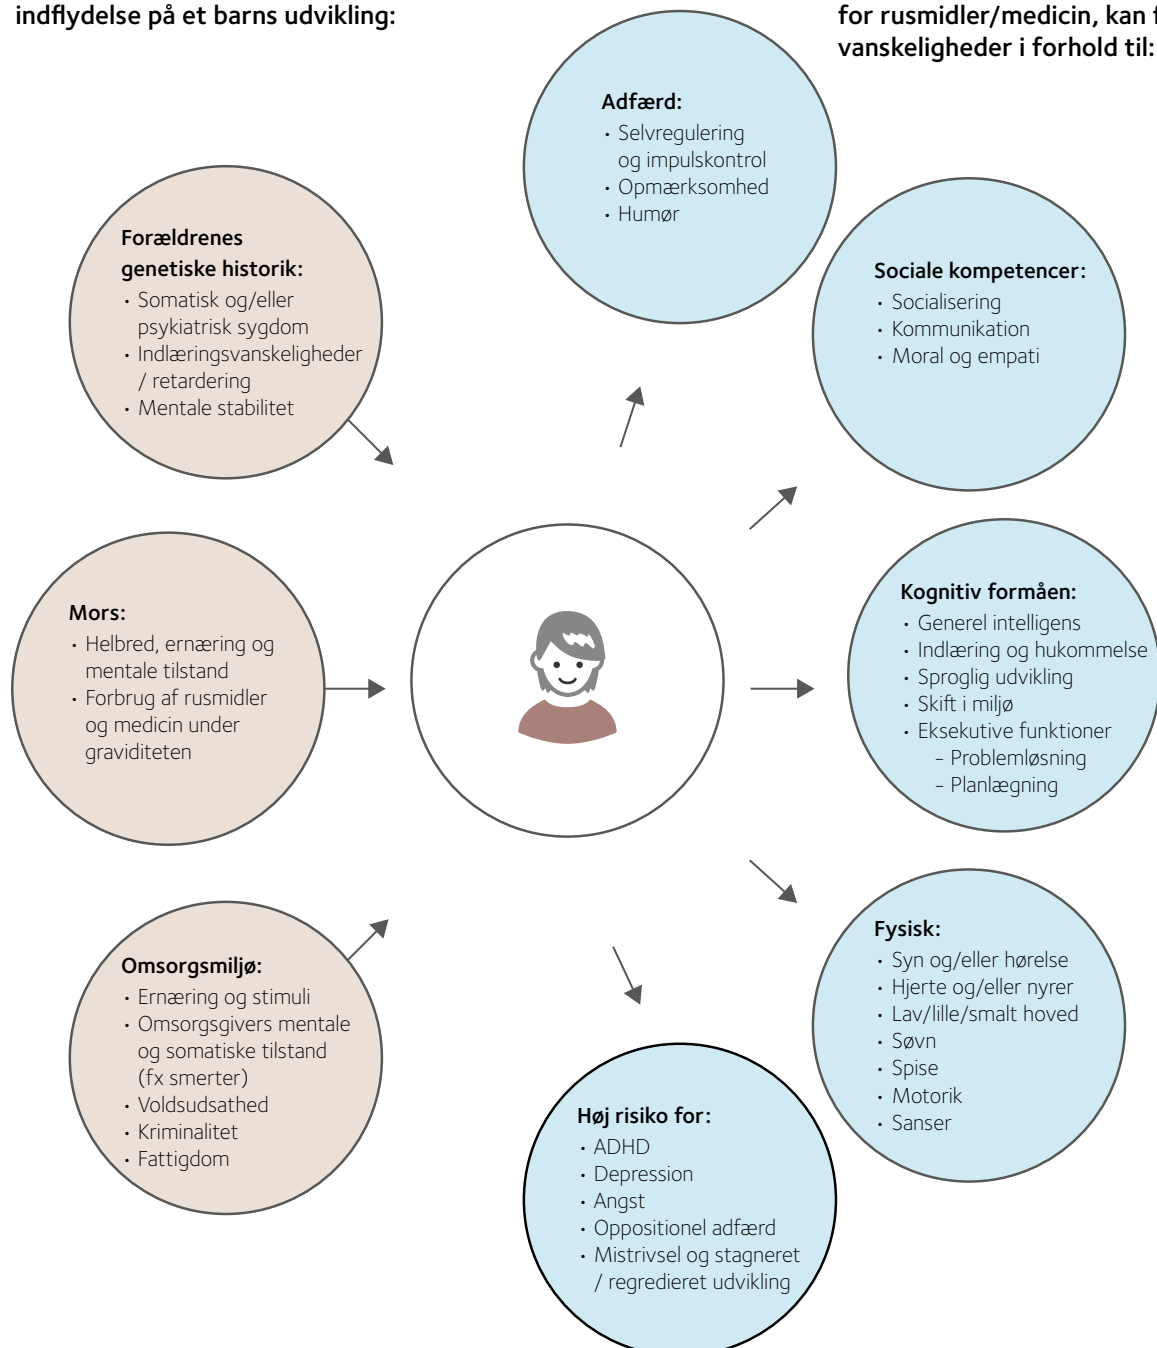 indflydelse på et barns udvikling:
for rusmidler/medicin, kan
vanskeligheder i forhold til:
Forældrenes
genetiske historik:
• Somatisk og/eller
psykiatrisk sygdom
• Indlæringsvanskeligheder
/ retardering
• Mentale stabilitet
Mors:
• Helbred, ernæring og
mentale tilstand
• Forbrug af rusmidler
og medicin under
graviditeten
Omsorgsmiljø:
• Ernæring og stimuli
• Omsorgsgivers mentale
og somatiske tilstand
(fx smerter)
• Voldsudsathed
• Kriminalitet
• Fattigdom
Adfærd:
• Selvregulering
og impulskontrol
• Opmærksomhed
• Humør
Sociale kompetencer:
• Socialisering
• Kommunikation
• Moral og empati
Kognitiv formåen:
• Generel intelligens
• Indlæring og hukommelse
• Sproglig udvikling
• Skift i miljø
• Eksekutive funktioner
– Problemløsning
– Planlægning
Fysisk:
• Syn og/eller hørelse
• Hjerte og/eller nyrer
• Lav/lille/smalt hoved
• Søvn
• Spise
• Motorik
• Sanser
Høj risiko for:
• ADHD
• Depression
• Angst
• Oppositionel adfærd
• Mistrivsel og stagneret
/ regredieret udvikling